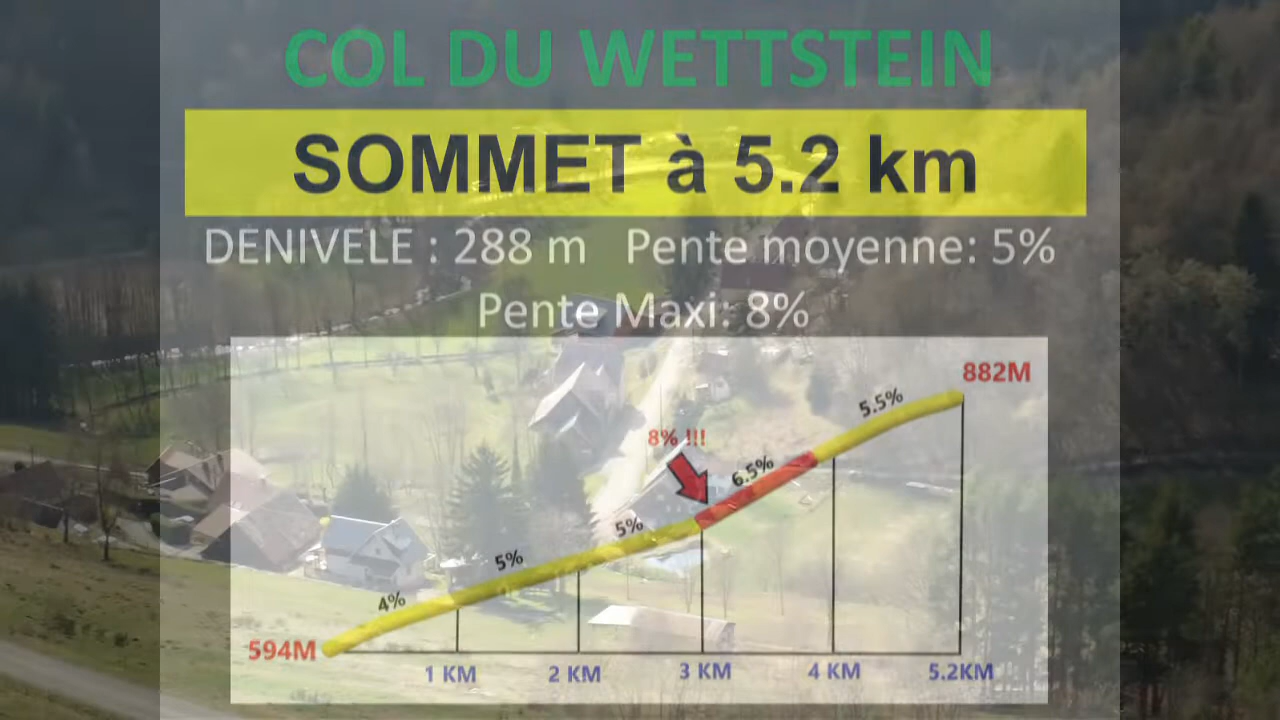 COL DU WETTSTEIN
SOMMET à 5.2 km
DENIVELE : 288 m Pente moyenne: 5%
Pente Maxi: 8%
882M
5.5%
8% !!!
6.5%
5%
5%
4%
594M
1 KM 2 KM 3 KM 4 KM 5.2KM